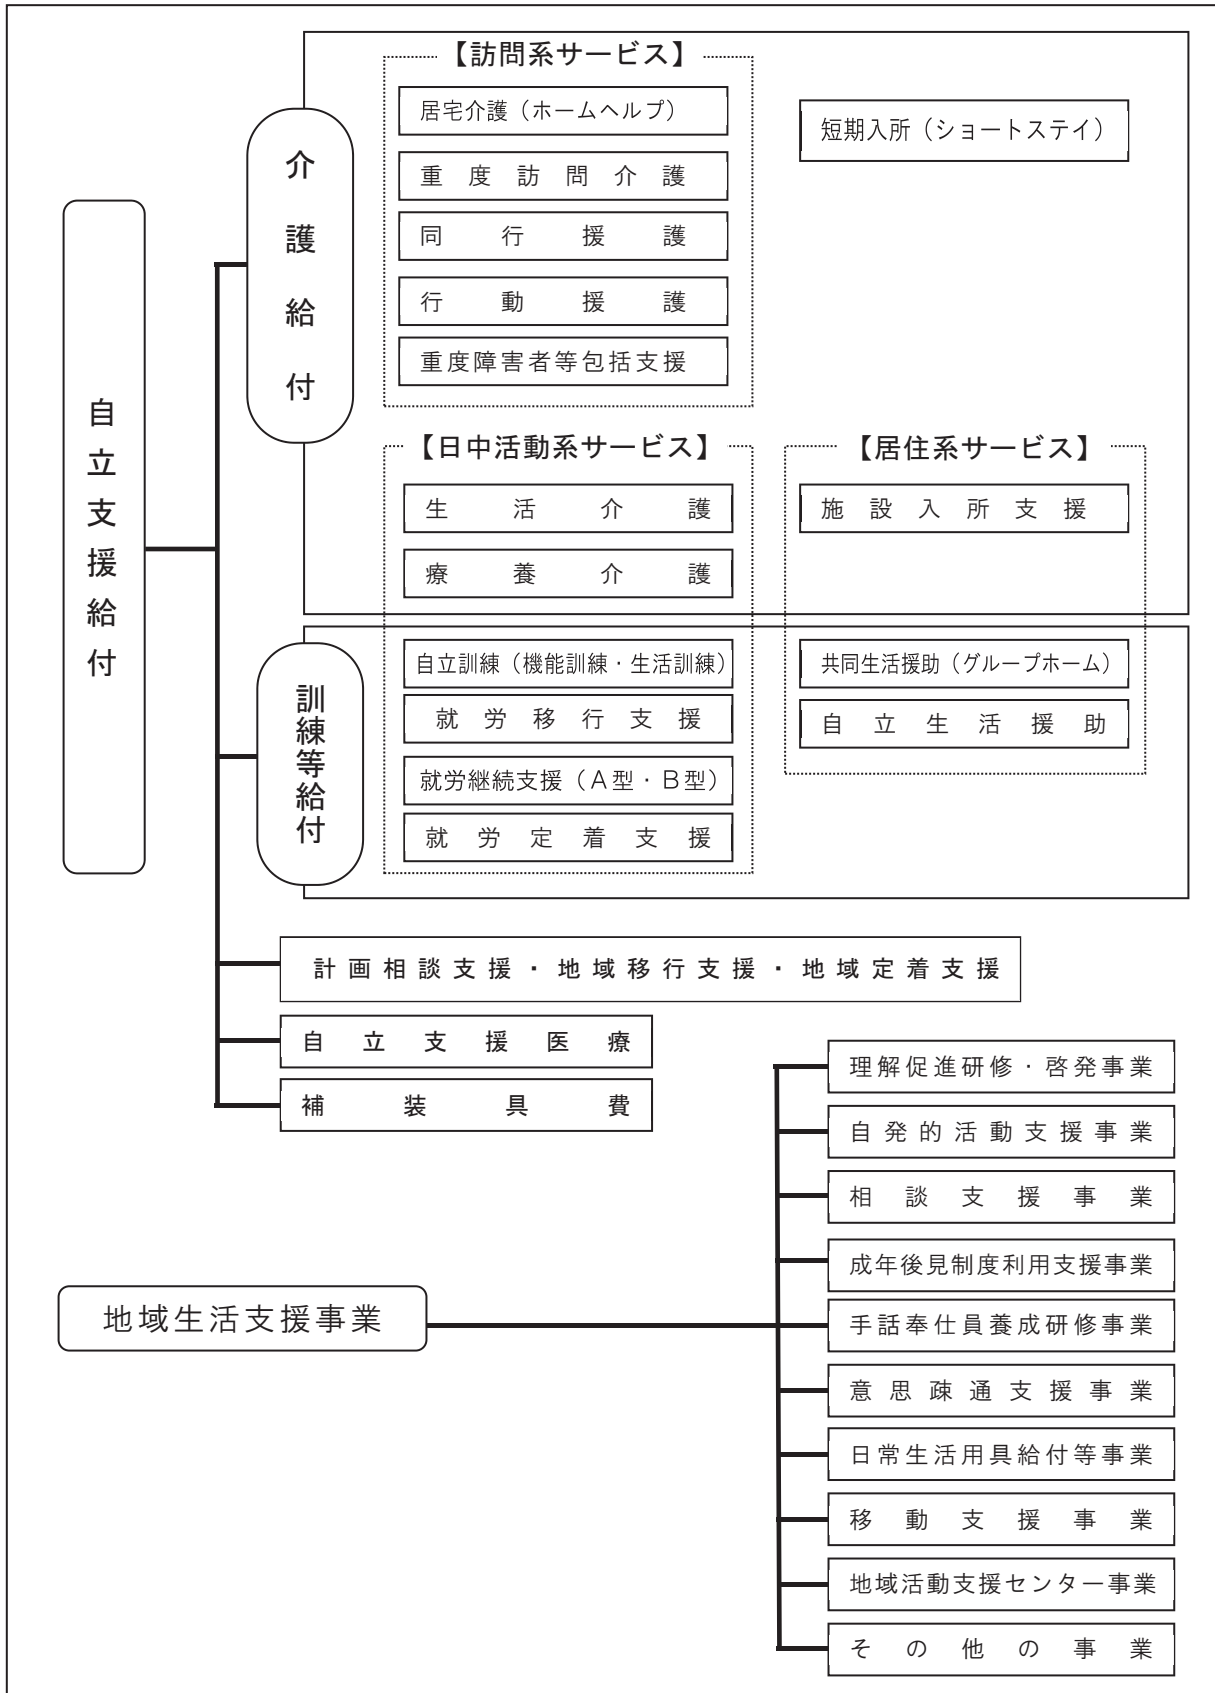 自立支援給付
介護給付
【訪問系サービス】
居宅介護（ホームヘルプ）
重度訪問介護
同行援護
行動援護
重度障害者等包括支援
短期入所（ショートステイ）
【日中活動系サービス】
生活介護
療養介護
【居住系サービス】
施設入所支援
訓練等給付
自立訓練（機能訓練・生活訓練）
就労移行支援
就労継続支援（Ａ型・Ｂ型）
就労定着支援
共同生活援助（グループホーム）
自立生活援助
計画相談支援・地域移行支援・地域定着支援
自立支援医療
補装具費
地域生活支援事業
理解促進研修・啓発事業
自発的活動支援事業
相談支援事業
成年後見制度利用支援事業
手話奉仕員養成研修事業
意思疎通支援事業
日常生活用具給付等事業
移動支援事業
地域活動支援センター事業
その他の事業